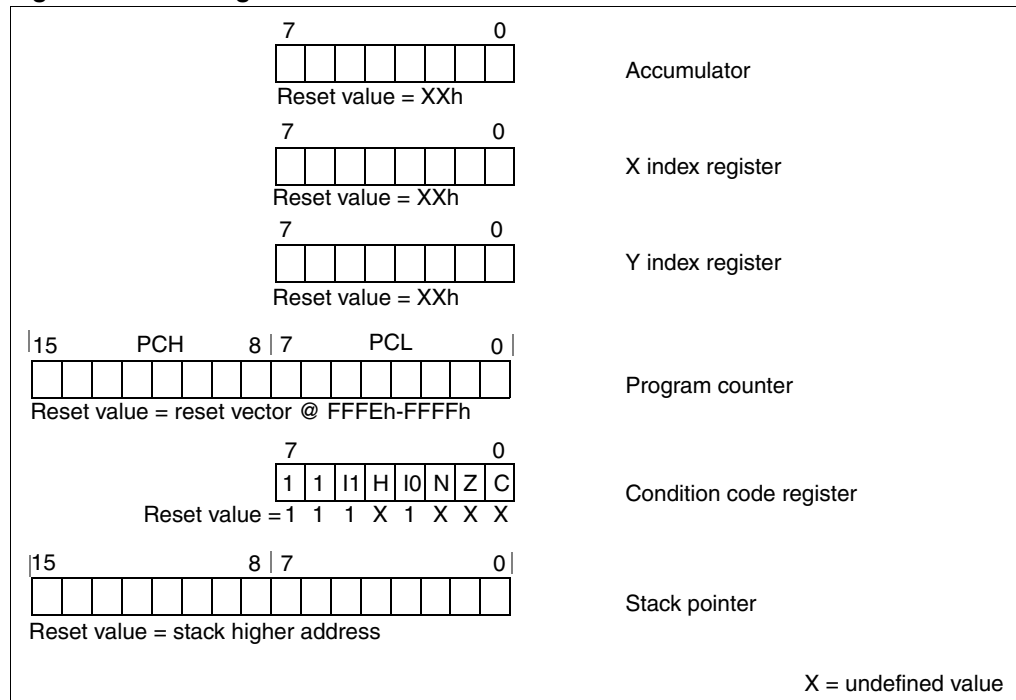 7 0
Accumulator
Reset value = XXh
7 0
X index register
Reset value = XXh
7 0
Y index register
Reset value = XXh
15 PCH 8 7 PCL 0
Program counter
Reset value = reset vector @ FFFEh-FFFFh
7 0
1 1 I1 H I0 N Z C
Condition code register
Reset value = 1 1 1 X 1 X X X
15 8 7 0
Stack pointer
Reset value = stack higher address
X = undefined value